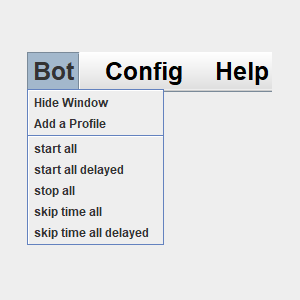 Bot Config Help
Hide Window
Add a Profile
start all
start all delayed
stop all
skip time all
skip time all delayed